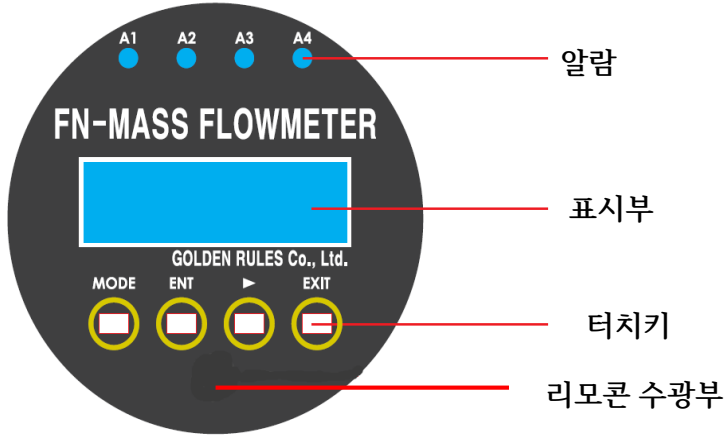 A1 A2 A3 A4
알람
FN-MASS FLOWMETER
표시부
GOLDEN RULES Co., Ltd.
MODE ENT ► EXIT
터치키
리모콘 수광부